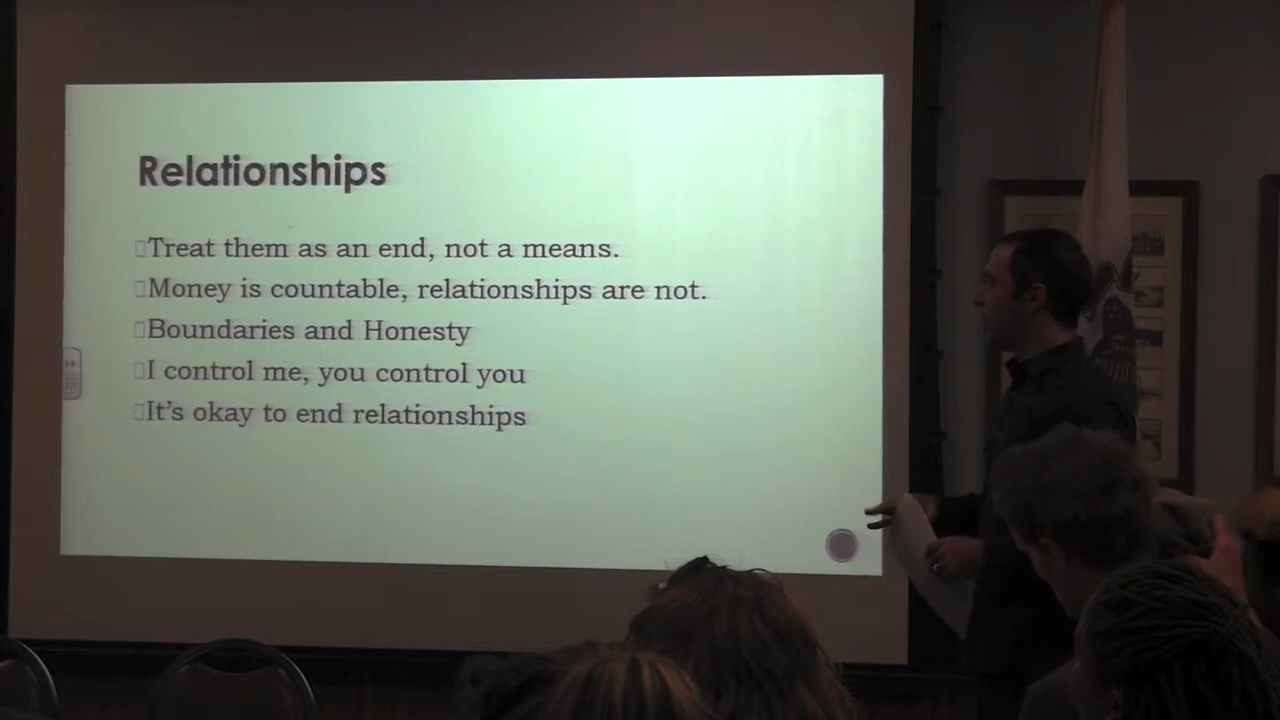 Relationships
Treat them as an end, not a means.
Money is countable, relationships are not.
Boundaries and Honesty
I control me, you control you
It's okay to end relationships